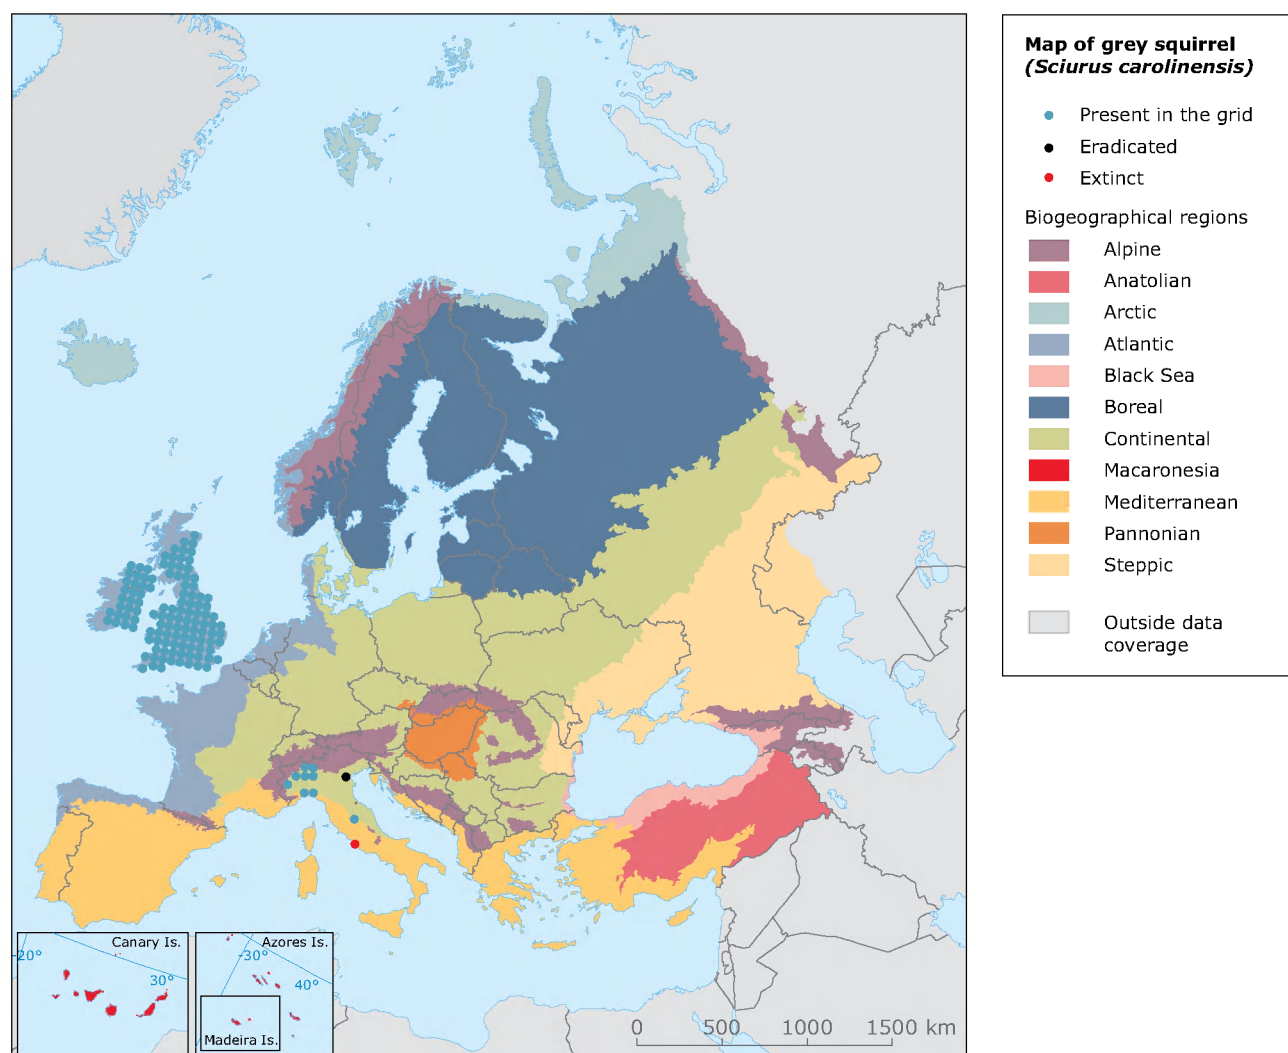 Map of grey squirrel
(Sciurus carolinensis)
Present in the grid
Eradicated
Extinct
Biogeographical regions
Alpine
Anatolian
Arctic
Atlantic
Black Sea
Boreal
Continental
Macaronesia
Mediterranean
Pannonian
Steppic
Outside data
coverage
Canary Is.
-20°
30°
Azores Is.
-30°
40°
Madeira Is.
0 500 1000 1500 km